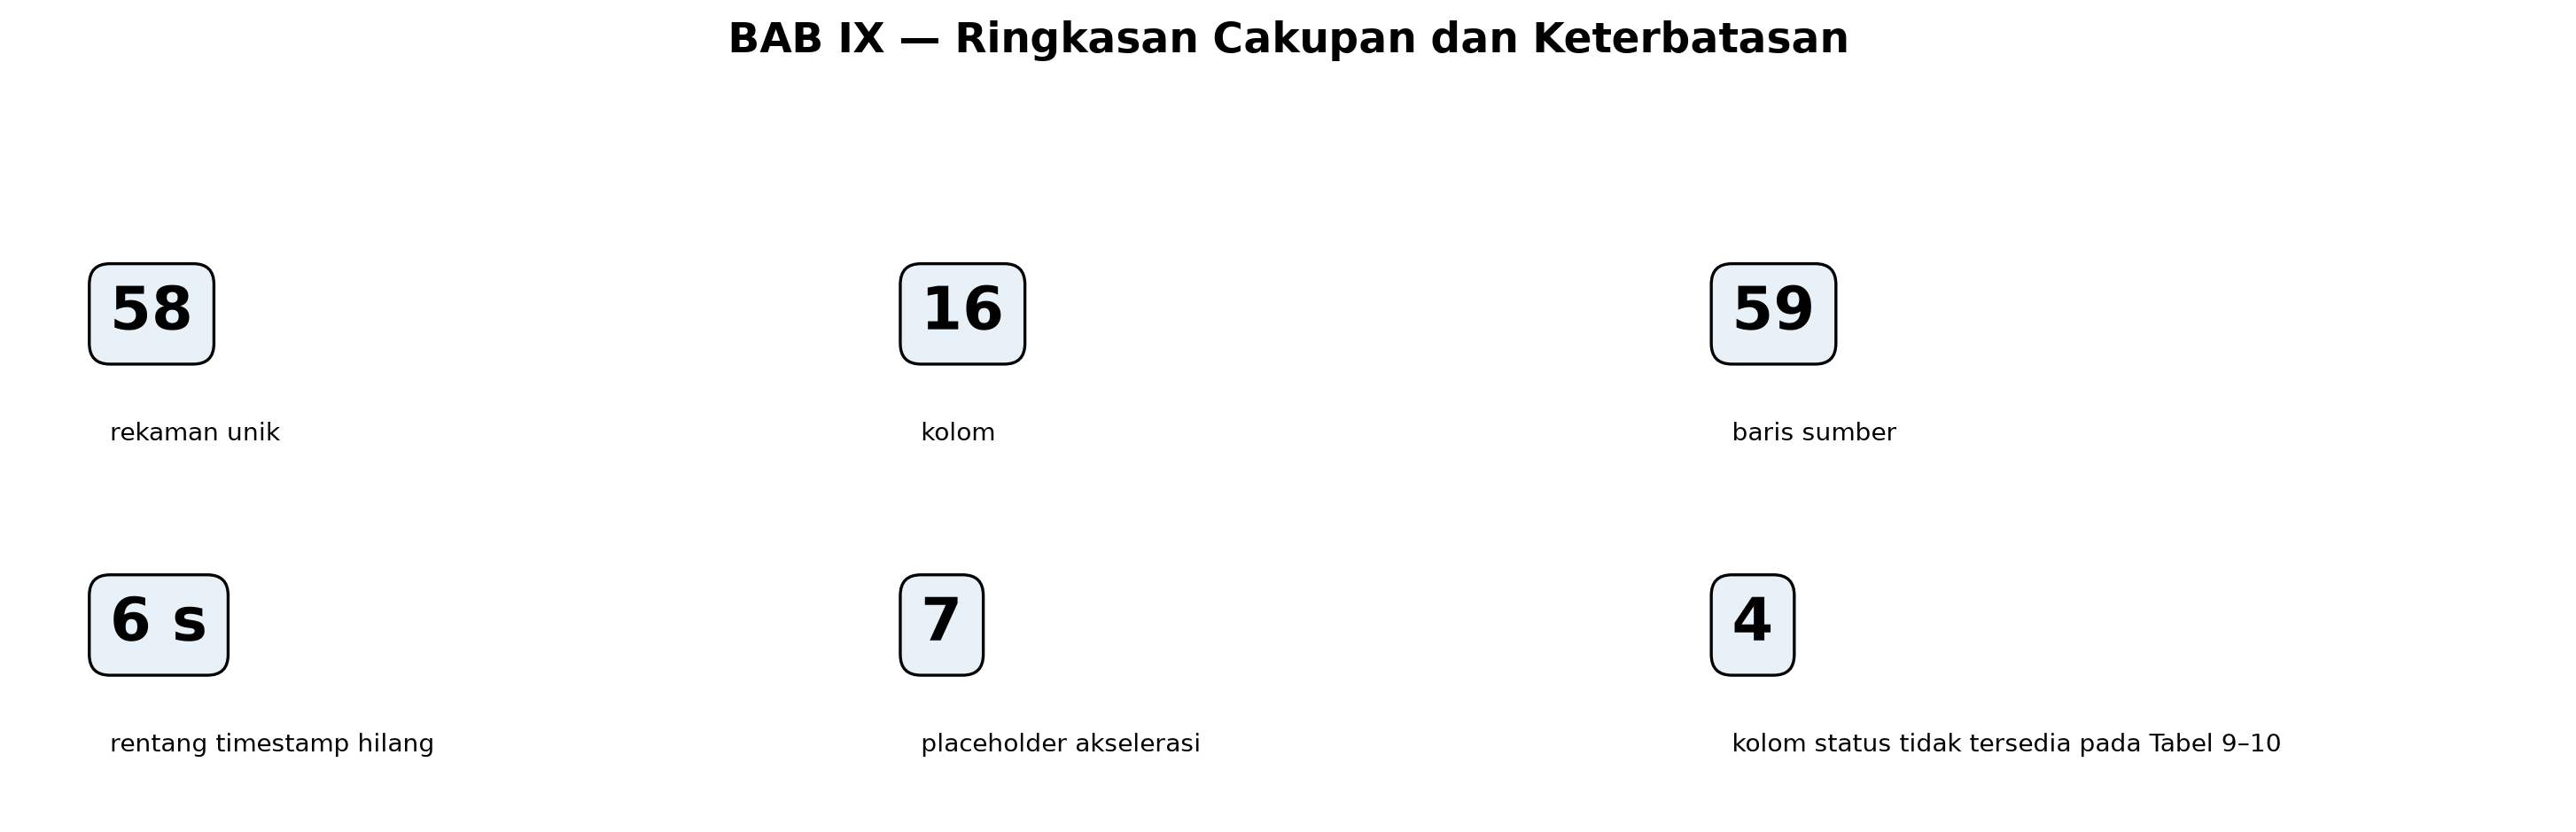 BAB IX — Ringkasan Cakupan dan Keterbatasan
58
16
59
rekaman unik
kolom
baris sumber
6 s
7
4
rentang timestamp hilang
placeholder akselerasi
kolom status tidak tersedia pada Tabel 9–10